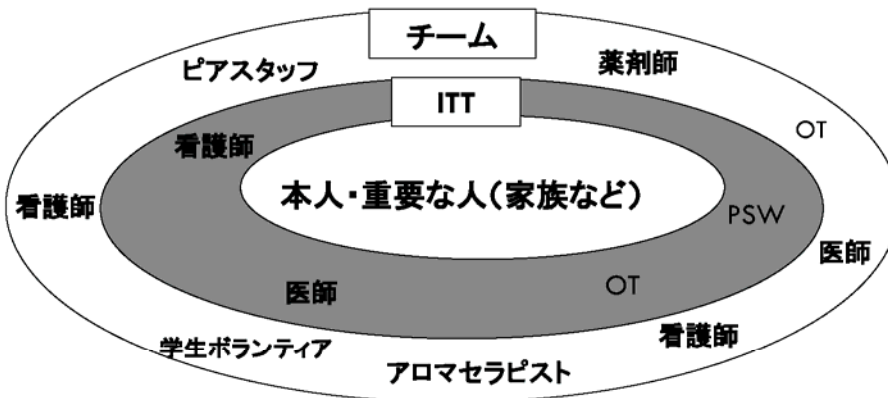 チーム
ピアスタッフ
薬剤師
ITT
OT
看護師
本人・重要な人（家族など）
看護師
PSW
医師
医師
OT
看護師
学生ボランティア
アロマセラピスト